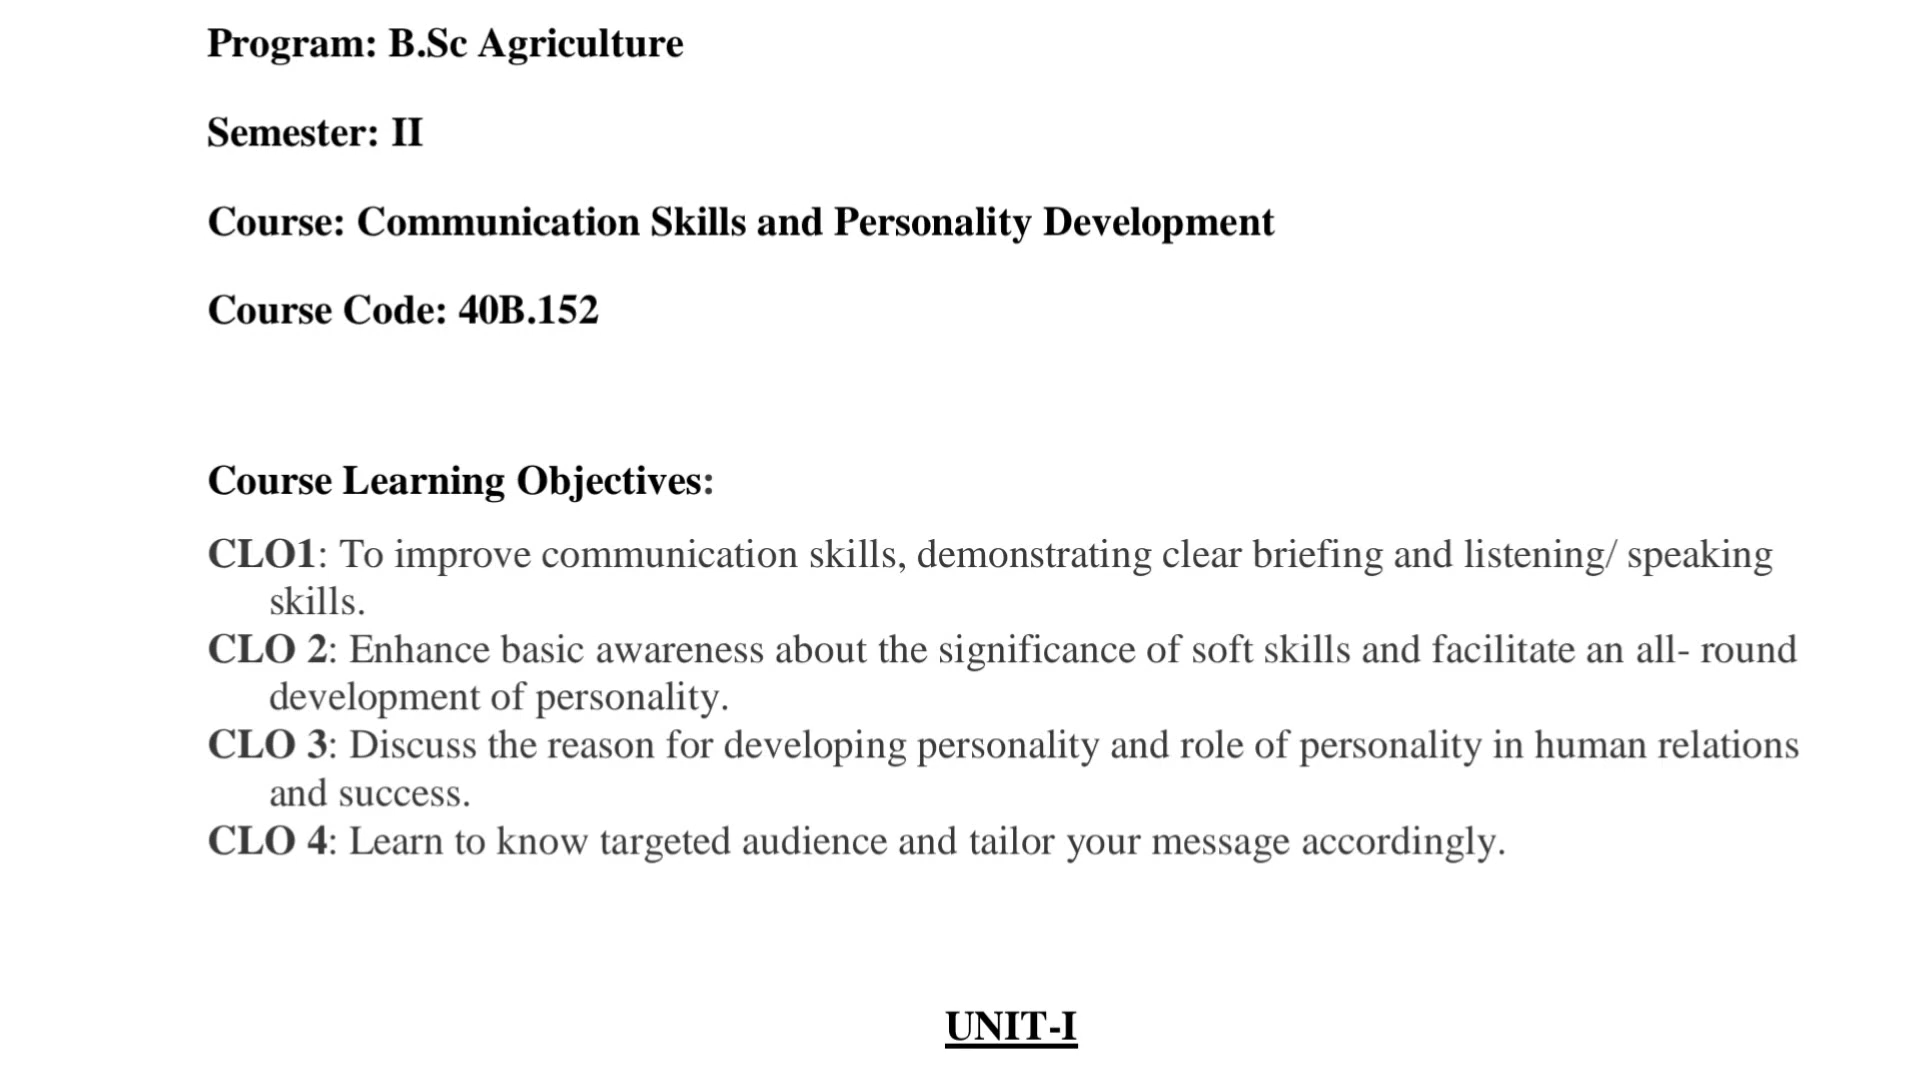 Program: B.Sc Agriculture
Semester: II
Course: Communication Skills and Personality Development
Course Code: 40B.152
Course Learning Objectives:
CLO1: To improve communication skills, demonstrating clear briefing and listening/ speaking
skills.
CLO 2: Enhance basic awareness about the significance of soft skills and facilitate an all- round
development of personality.
CLO 3: Discuss the reason for developing personality and role of personality in human relations
and success.
CLO 4: Learn to know targeted audience and tailor your message accordingly.
UNIT-I